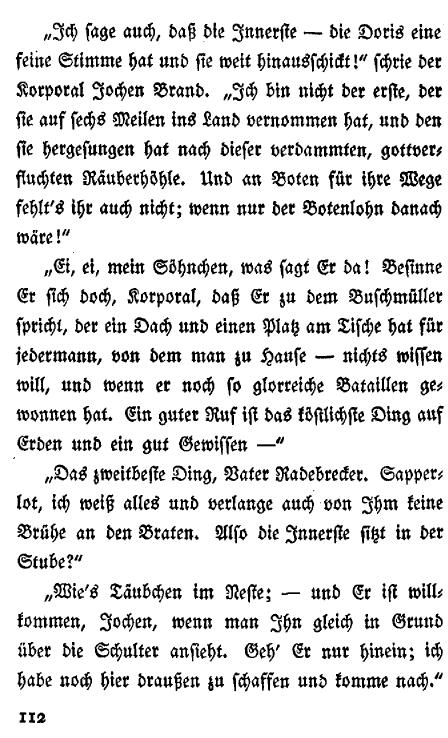 „Ich sage auch, daß die Innerste — die Doris eine
feine Stimme hat und sie weit hinausschickt!“ schrie der
Korporal Jochen Brand. „Ich bin nicht der erste, der
sie auf sechs Meilen ins Land vernommen hat, und den
sie hergesungen hat nach dieser verdammten, gottver-
fluchten Räuberhöhle. Und an Boten für ihre Wege
fehlt's ihr auch nicht; wenn nur der Botenlohn danach
wäre!“
„Ei, ei, mein Söhnchen, was sagt Er da! Besinne
Er sich doch, Korporal, daß Er zu dem Buschmüller
spricht, der ein Dach und einen Platz am Tische hat für
jedermann, von dem man zu Hause — nichts wissen
will, und wenn er noch so glorreiche Bataillen ge-
wonnen hat. Ein guter Ruf ist das köstlichste Ding auf
Erden und ein gut Gewissen —“
„Das zweitbeste Ding, Vater Radebrecker. Sapper-
lot, ich weiß alles und verlange auch von Ihm keine
Brühe an den Braten. Also die Innerste sitzt in der
Stube?“
„Wie's Täubchen im Neste; — und Er ist will-
kommen, Jochen, wenn man Ihn gleich in Grund
über die Schulter ansieht. Geh' Er nur hinein; ich
habe noch hier draußen zu schaffen und komme nach.“
112